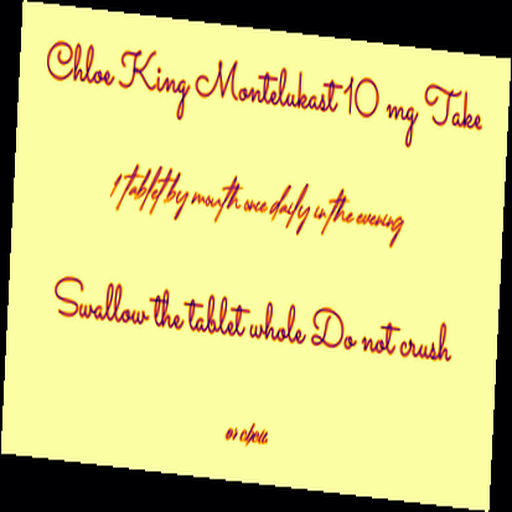 Chloe King Montelukast 10 mg Take
1 tablet by mouth once daily in the evening
Swallow the tablet whole Do not crush
or chew